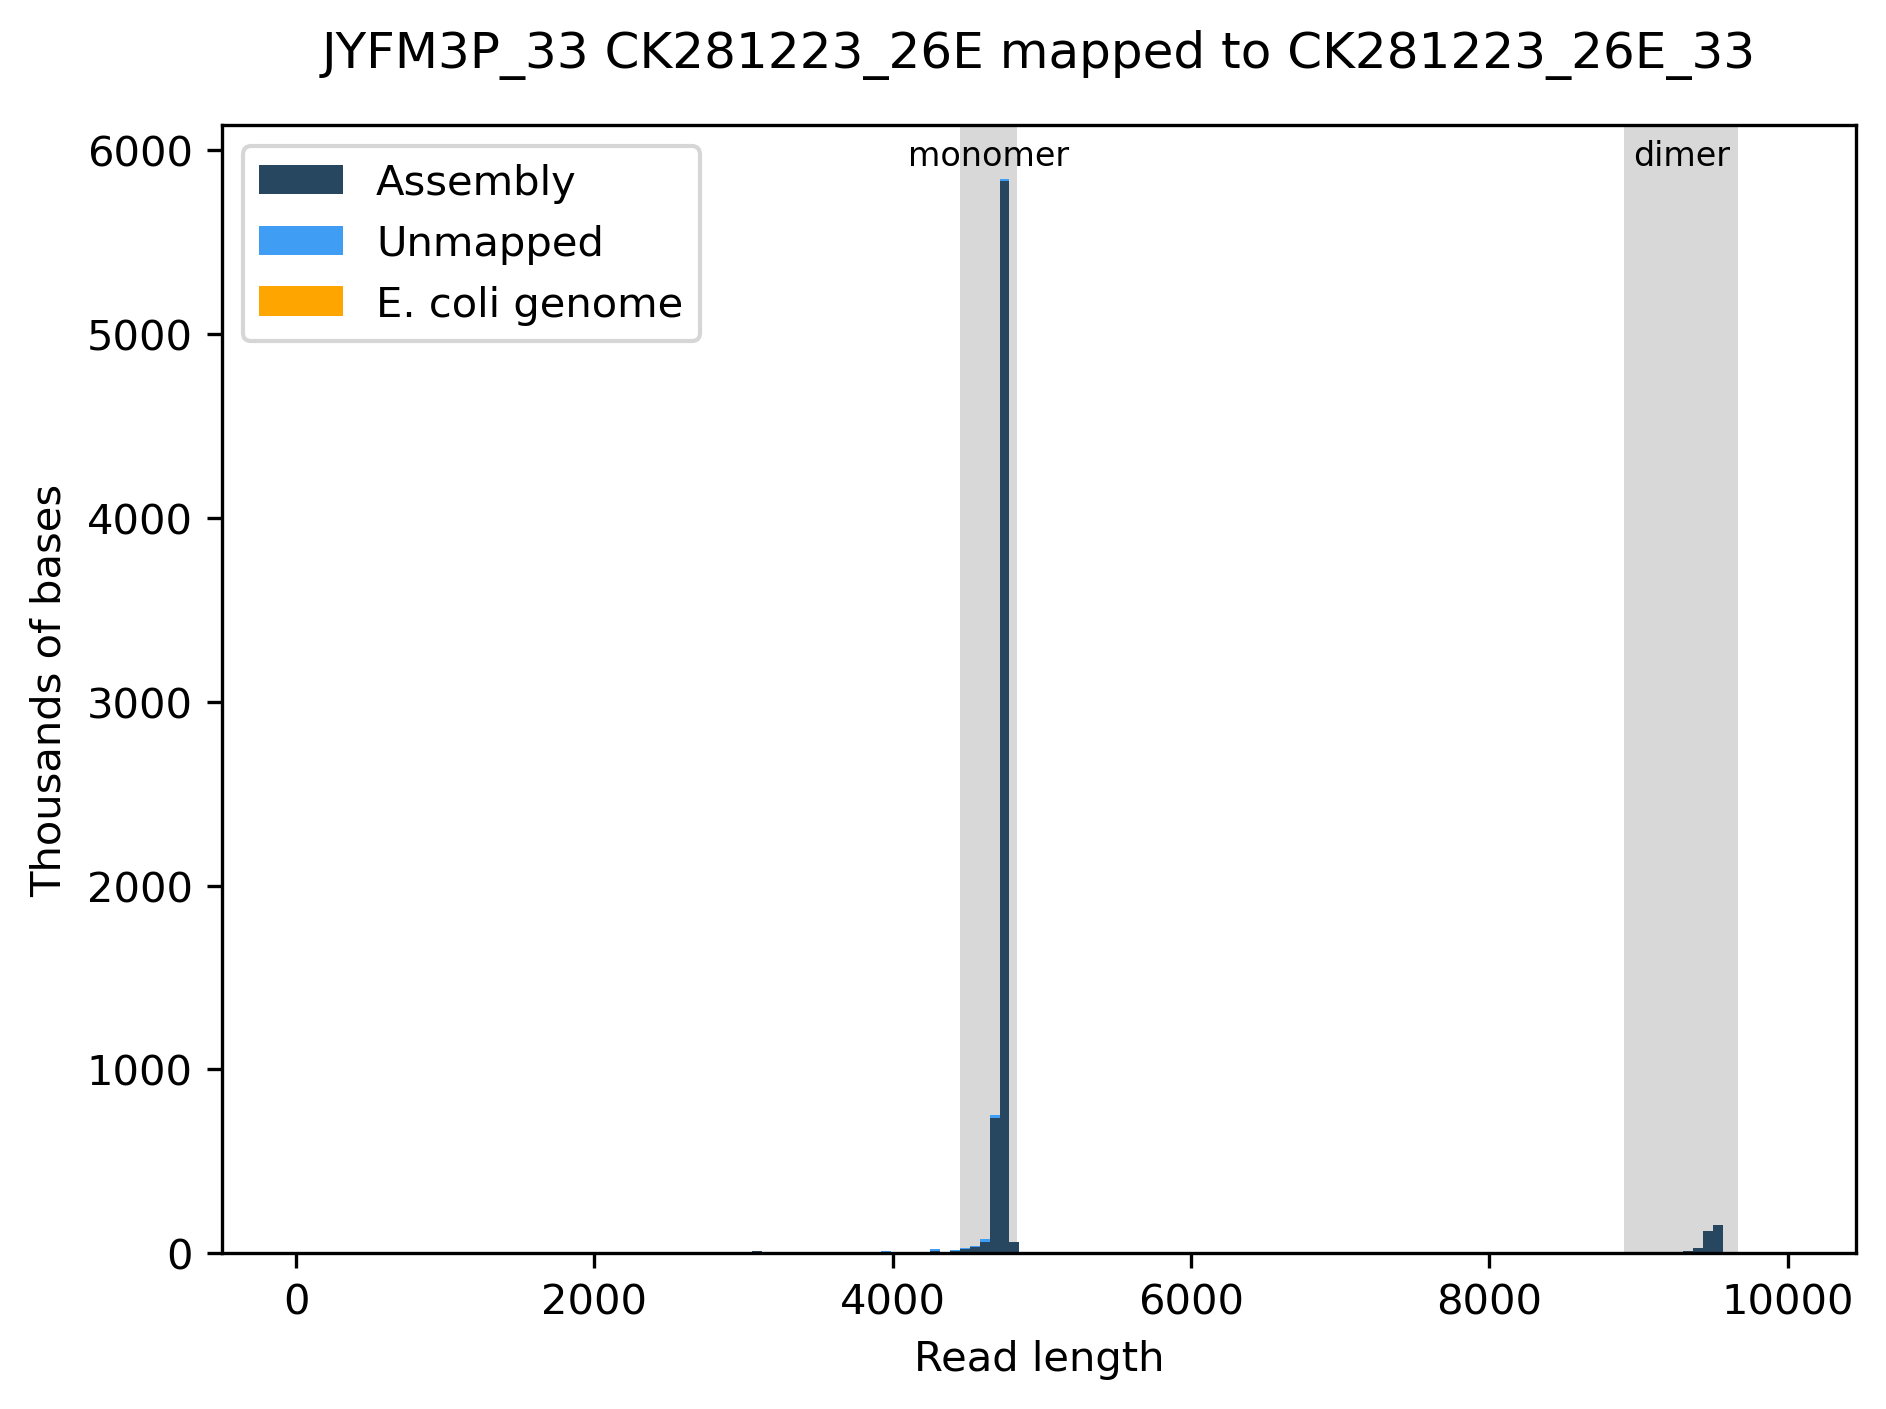 JYFM3P_33 CK281223_26E mapped to CK281223_26E_33
monomer
dimer
Assembly
Unmapped
E. coli genome
6000
5000
4000
3000
2000
1000
0
Thousands of bases
0 2000 4000 6000 8000 10000
Read length